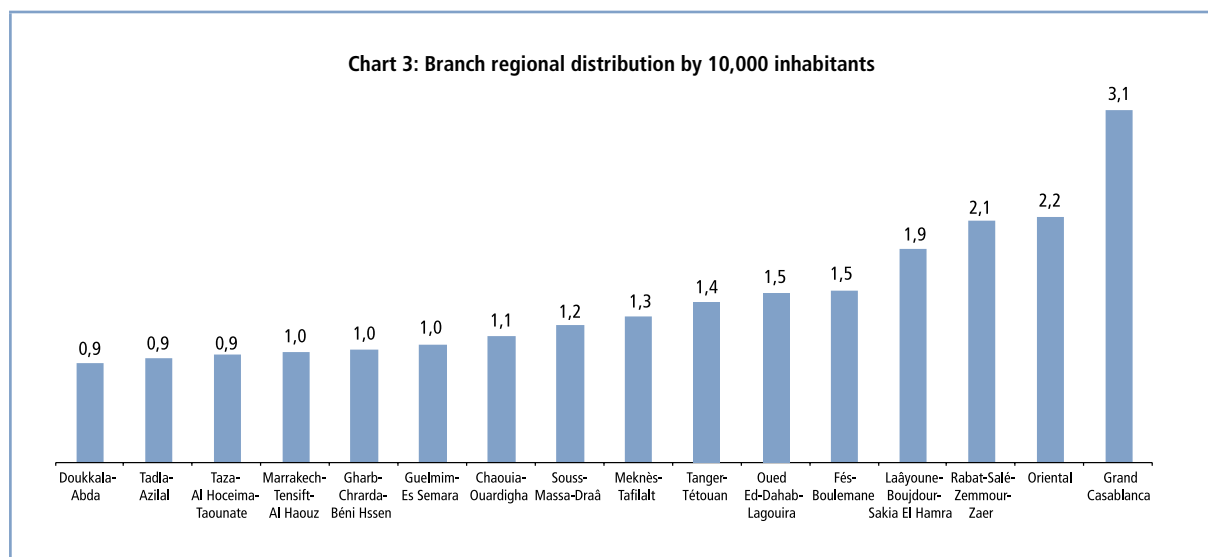 Chart 3: Branch regional distribution by 10,000 inhabitants
0,9
0,9
0,9
1,0
1,0
1,0
1,1
1,2
1,3
1,4
1,5
1,5
1,9
2,1
2,2
3,1
Doukkala-
Abda
Tadla-
Azilal
Taza-
Al Hoceima-
Taounate
Marrakech-
Tensift-
Al Haouz
Gharb-
Chrarda-
Béni Hssen
Guelmim-
Es Semara
Chaouia-
Ouardigha
Souss-
Massa-Draâ
Meknès-
Tafilalt
Tanger-
Tétouan
Oued
Ed-Dahab-
Lagouira
Fés-
Boulemane
Laâyoune-
Boujdour-
Sakia El Hamra
Rabat-Salé-
Zemmour-
Zaer
Oriental
Grand
Casablanca